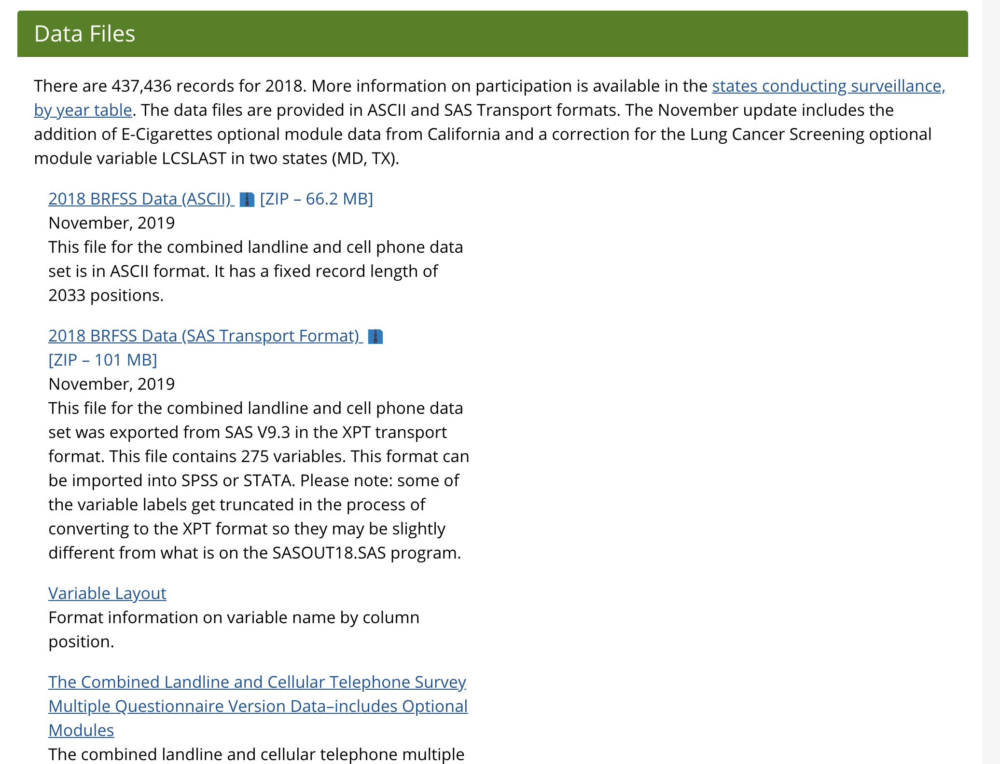 Data Files
There are 437,436 records for 2018. More information on participation is available in the states conducting surveillance,
by year table. The data files are provided in ASCII and SAS Transport formats. The November update includes the
addition of E-Cigarettes optional module data from California and a correction for the Lung Cancer Screening optional
module variable LCSLAST in two states (MD, TX).
2018 BRFSS Data (ASCII) [ZIP – 66.2 MB]
November, 2019
This file for the combined landline and cell phone data
set is in ASCII format. It has a fixed record length of
2033 positions.
2018 BRFSS Data (SAS Transport Format)
[ZIP – 101 MB]
November, 2019
This file for the combined landline and cell phone data
set was exported from SAS V9.3 in the XPT transport
format. This file contains 275 variables. This format can
be imported into SPSS or STATA. Please note: some of
the variable labels get truncated in the process of
converting to the XPT format so they may be slightly
different from what is on the SASOUT18.SAS program.
Variable Layout
Format information on variable name by column
position.
The Combined Landline and Cellular Telephone Survey
Multiple Questionnaire Version Data–includes Optional
Modules
The combined landline and cellular telephone multiple